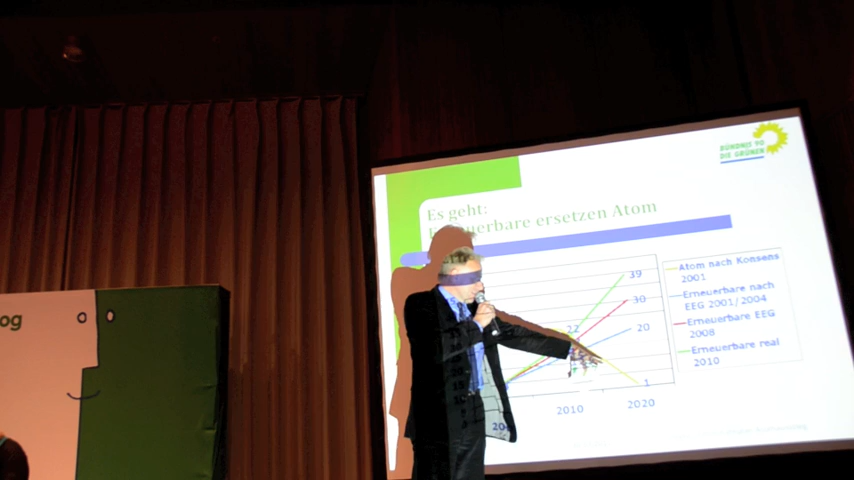 og
BÜNDNIS 90
DIE GRÜNEN
Es geht:
Erneuerbare ersetzen Atom
39
30
22
20
1
2010
2020
Atom nach Konsens
2001
Erneuerbare nach
EEG 2001/2004
Erneuerbare EEG
2008
Erneuerbare real
2010